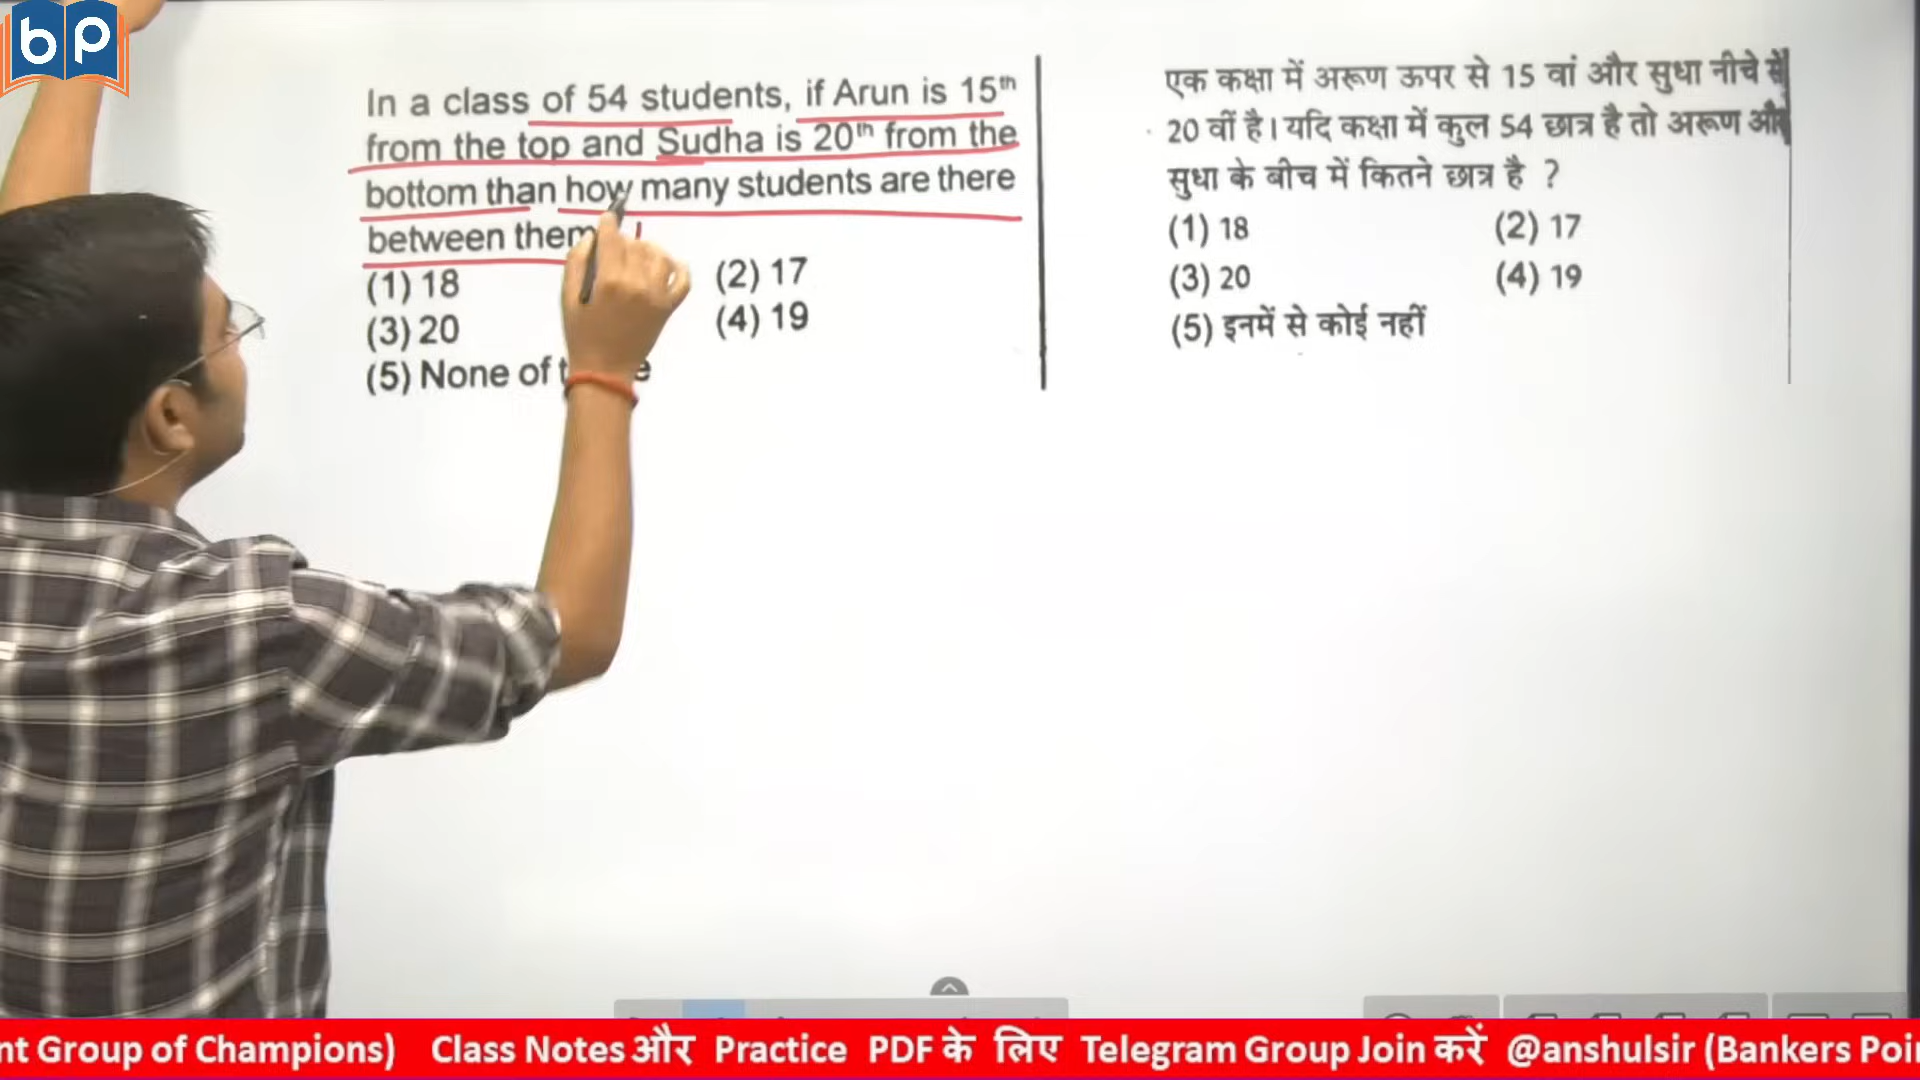 bp
In a class of 54 students, if Arun is 15th
from the top and Sudha is 20th from the
bottom than how many students are there
between them
(1) 18 (2) 17
(3) 20 (4) 19
(5) None of
एक कक्षा में अरूण ऊपर से 15 वां और सुधा नीचे से
20 वीं है। यदि कक्षा में कुल 54 छात्र है तो अरूण और
सुधा के बीच में कितने छात्र है ?
(1) 18 (2) 17
(3) 20 (4) 19
(5) इनमें से कोई नहीं
nt Group of Champions) Class Notes और Practice PDF के लिए Telegram Group Join करें @anshulsir (Bankers Poi